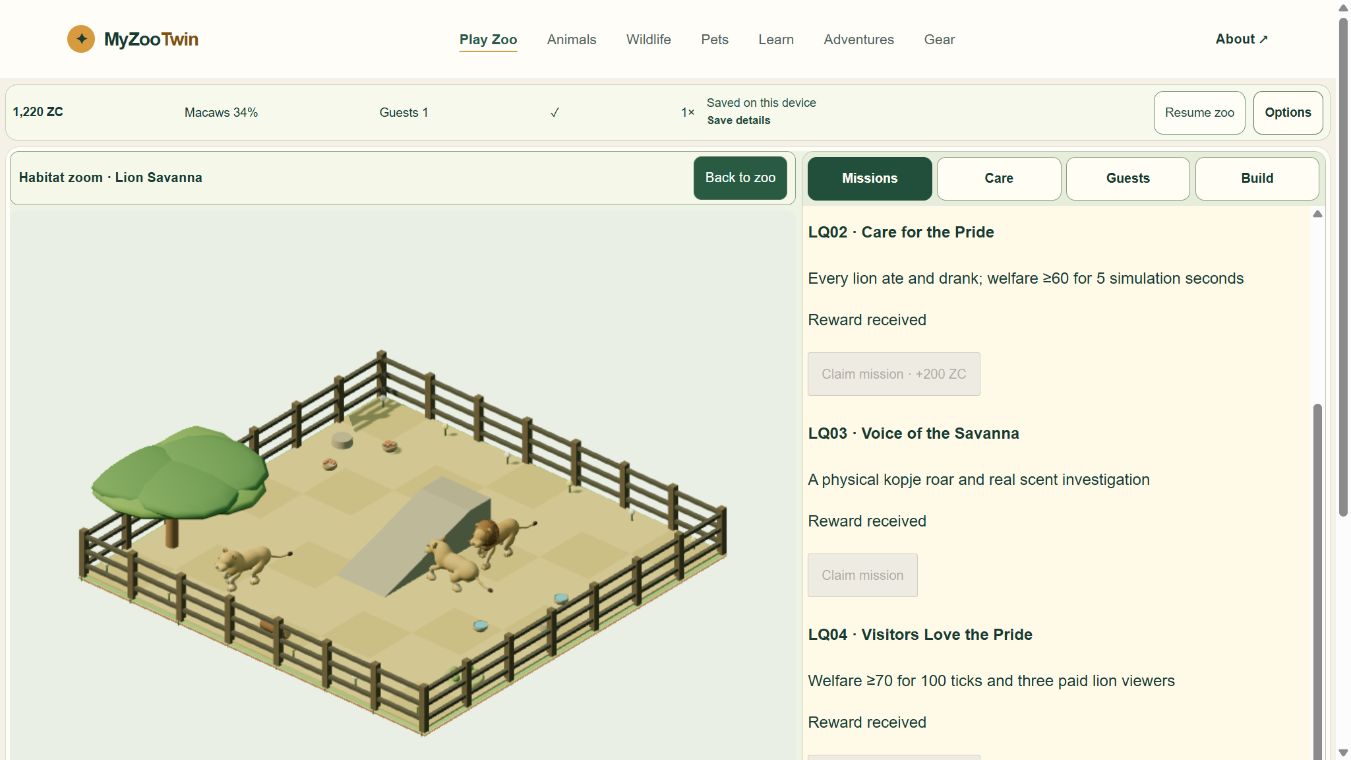 MyZooTwin
Play Zoo
Animals
Wildlife
Pets
Learn
Adventures
Gear
About ↗
1,220 ZC
Macaws 34%
Guests 1
✓
1×
Saved on this device
Save details
Resume zoo
Options
Habitat zoom · Lion Savanna
Back to zoo
Missions
Care
Guests
Build
LQ02 · Care for the Pride
Every lion ate and drank; welfare ≥60 for 5 simulation seconds
Reward received
Claim mission · +200 ZC
LQ03 · Voice of the Savanna
A physical kopje roar and real scent investigation
Reward received
Claim mission
LQ04 · Visitors Love the Pride
Welfare ≥70 for 100 ticks and three paid lion viewers
Reward received